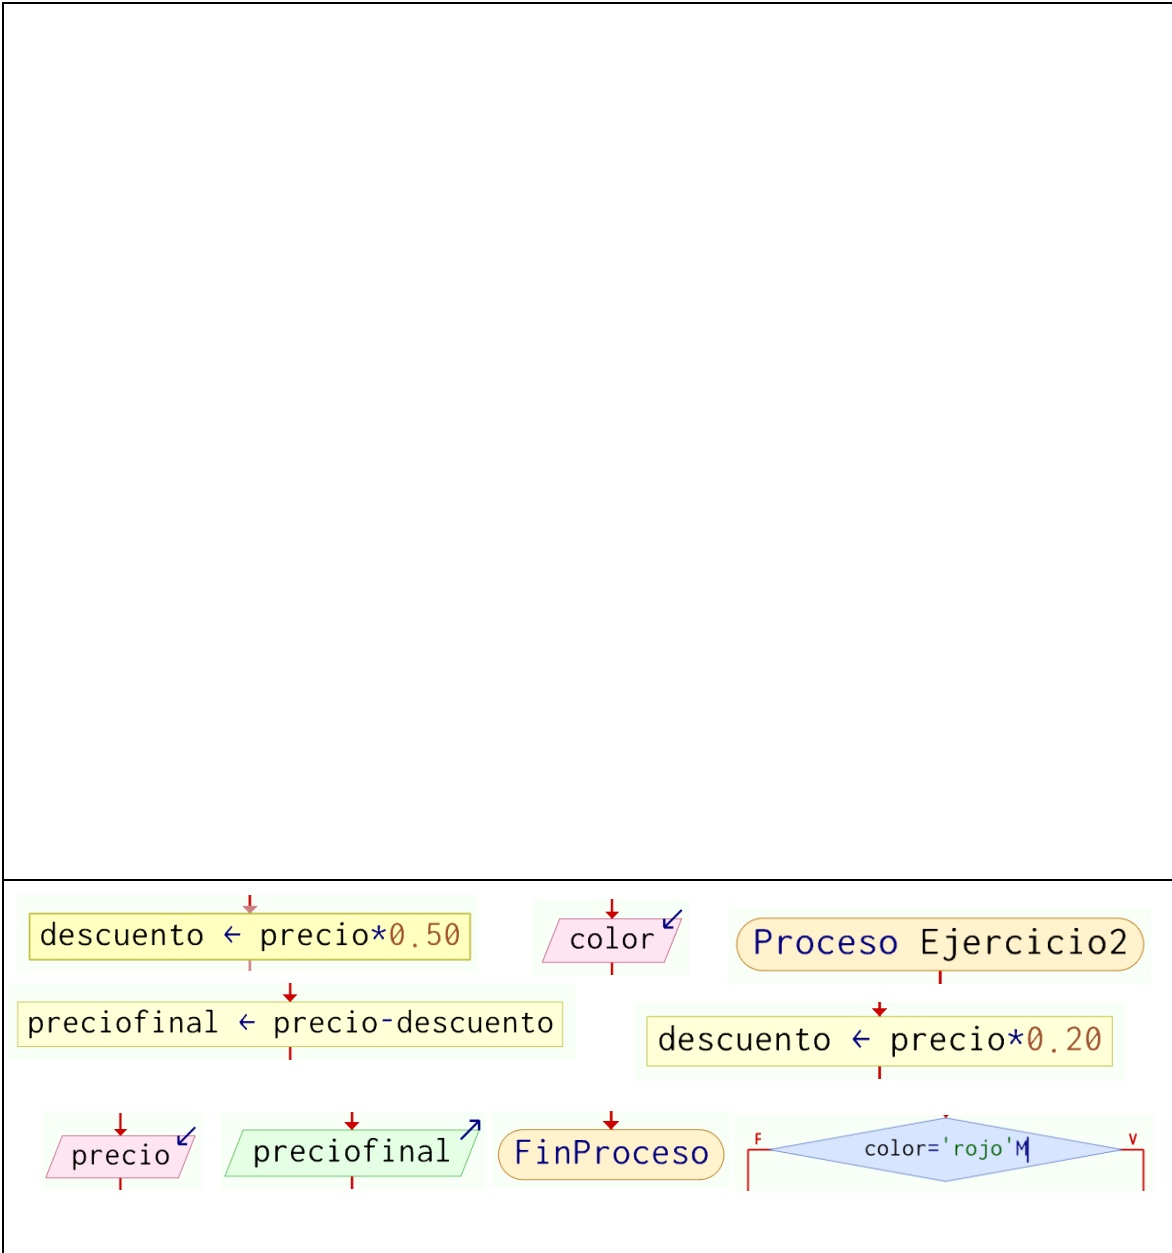 descuento ← precio*0.50
color
Proceso Ejercicio2
preciofinal ← precio-descuento
descuento ← precio*0.20
precio
preciofinal
FinProceso
F
color='rojo'M
V